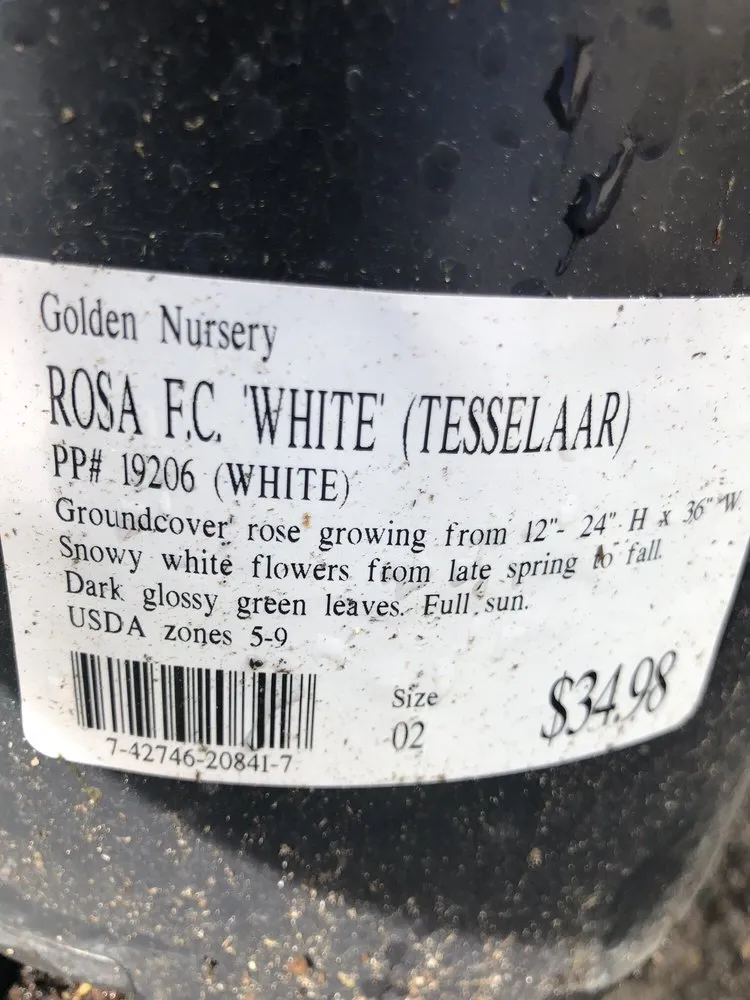 Golden Nursery
ROSA F.C. 'WHITE' (TESSELAAR)
PP# 19206 (WHITE)
Groundcover rose growing from 12"- 24" H x 36" W.
Snowy white flowers from late spring to fall.
Dark glossy green leaves. Full sun.
USDA zones 5-9
Size
02
$34.98
7-42746-20841-7